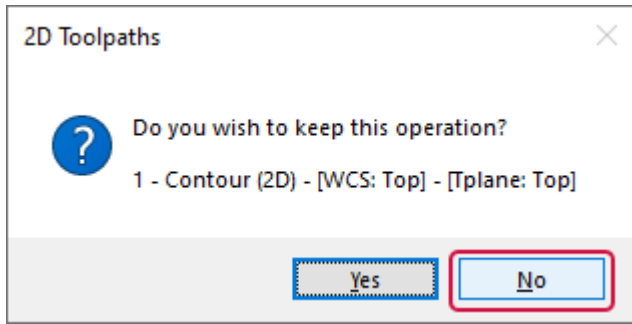 2D Toolpaths
Do you wish to keep this operation?
1 - Contour (2D) - [WCS: Top] - [Tplane: Top]
Yes
No